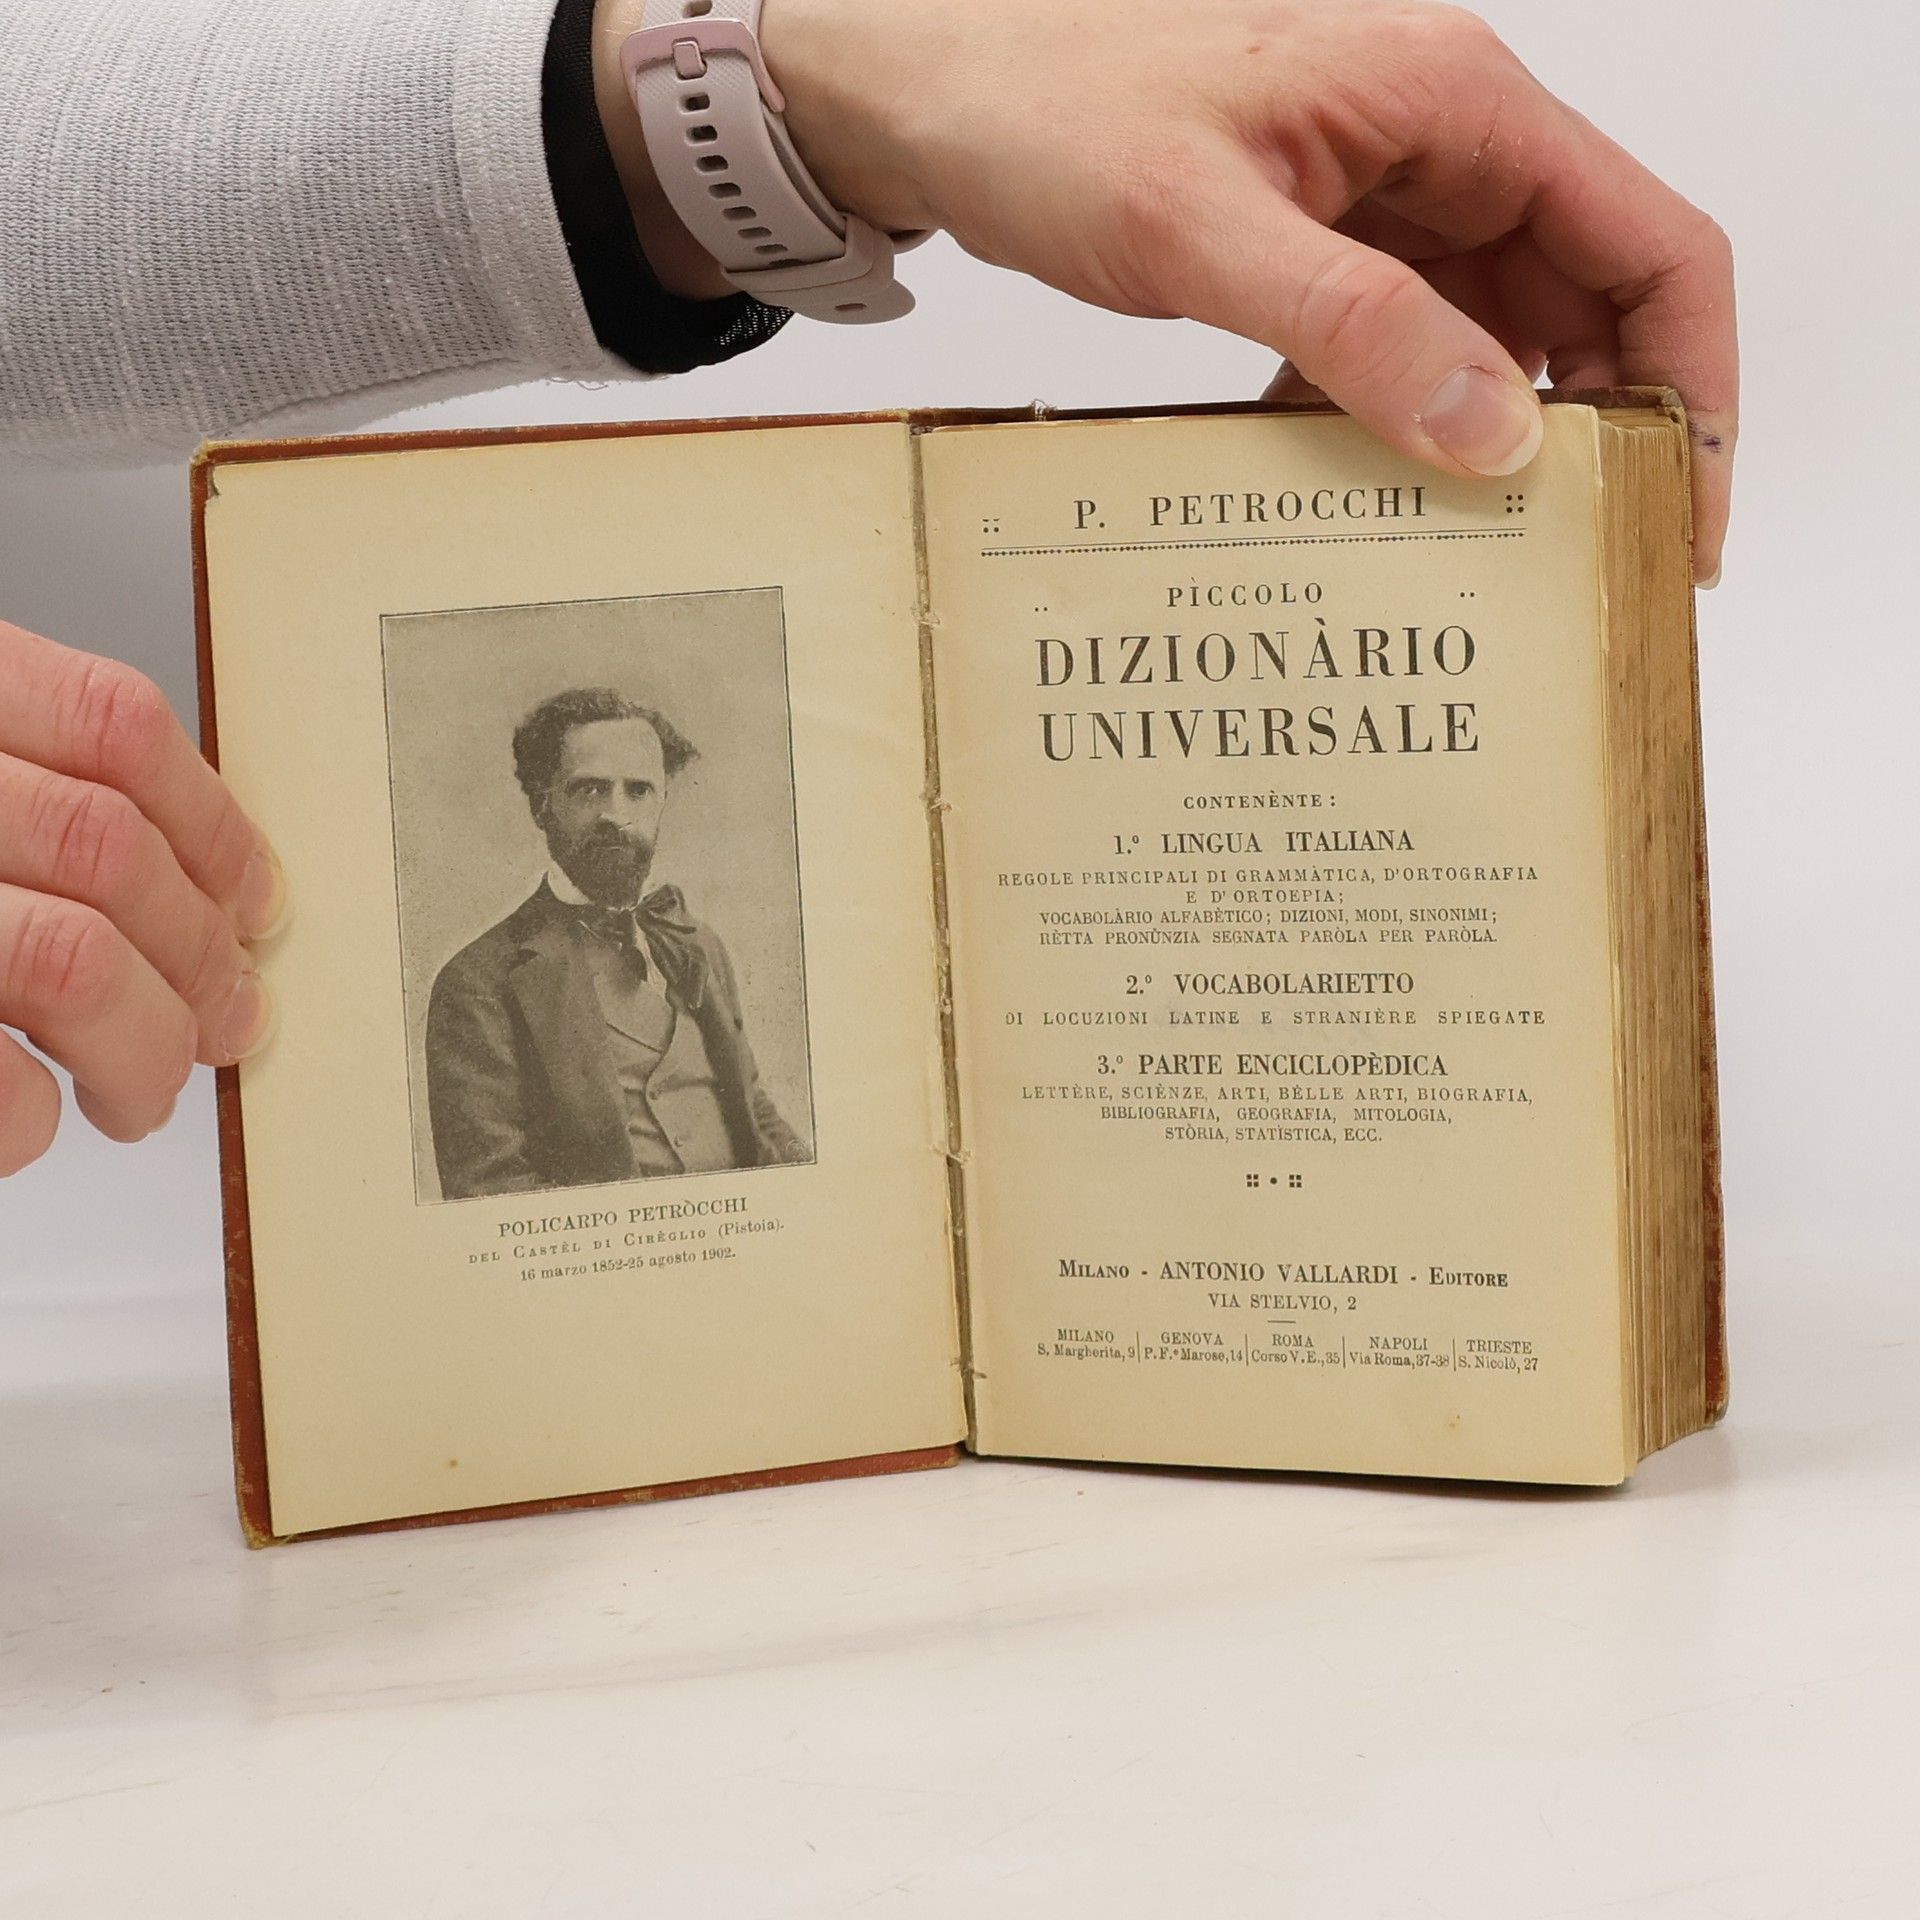 POLICARPO PETRÒCCHI
DEL CASTÈL DI CIRÈGLIO (Pistoia).
16 marzo 1852-25 agosto 1902.
P. PETROCCHI
PÌCCOLO
DIZIONÀRIO
UNIVERSALE
CONTENÈNTE:
1.º LINGUA ITALIANA
REGOLE PRINCIPALI DI GRAMMÀTICA, D'ORTOGRAFIA
E D'ORTOEPIA;
VOCABOLÀRIO ALFABÈTICO; DIZIONI, MODI, SINONIMI;
RÈTTA PRONÙNZIA SEGNATA PARÒLA PER PARÒLA.
2.º VOCABOLARIETTO
DI LOCUZIONI LATINE E STRANIÈRE SPIEGATE
3.º PARTE ENCICLOPÈDICA
LETTÈRE, SCIÈNZE, ARTI, BÈLLE ARTI, BIOGRAFIA,
BIBLIOGRAFIA, GEOGRAFIA, MITOLOGIA,
STÒRIA, STATÌSTICA, ECC.
MILANO - ANTONIO VALLARDI - EDITORE
VIA STELVIO, 2
MILANO | GENOVA | ROMA | NAPOLI | TRIESTE
S. Margherita, 9 | P. F.ª Marose, 14 | Corso V. E., 35 | Via Roma, 37-38 | S. Nicolò, 27